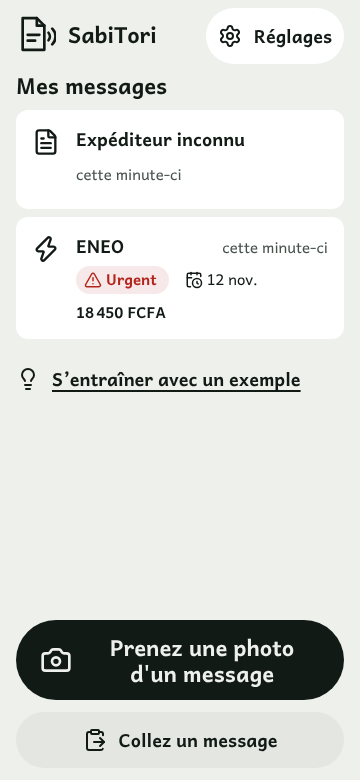 SabiTori
Réglages
Mes messages
Expéditeur inconnu
cette minute-ci
ENEO
cette minute-ci
Urgent
12 nov.
18 450 FCFA
S’entraîner avec un exemple
Prenez une photo
d'un message
Collez un message